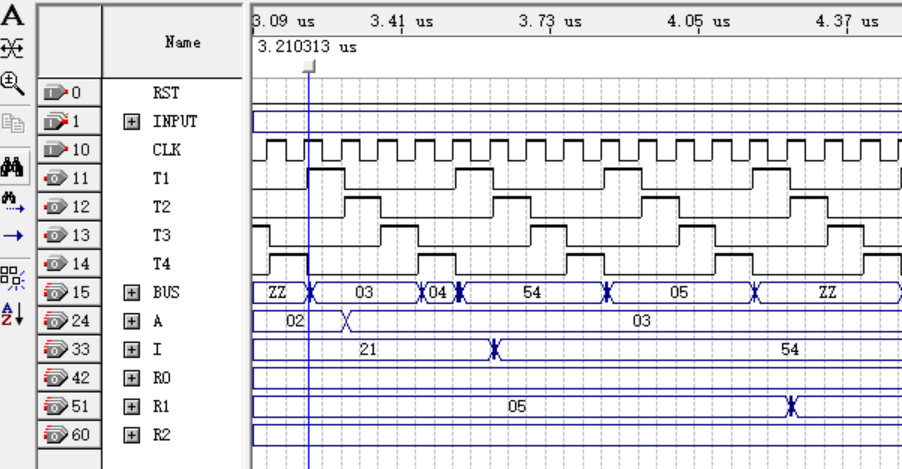 A
3.09 us 3.41 us 3.73 us 4.05 us 4.37 us
Name
3.210313 us
0 RST
1 INPUT
10 CLK
11 T1
12 T2
13 T3
14 T4
15 BUS ZZ 03 04 54 05 ZZ
24 A 02 03
33 I 21 54
42 R0
51 R1 05
60 R2
A
Z